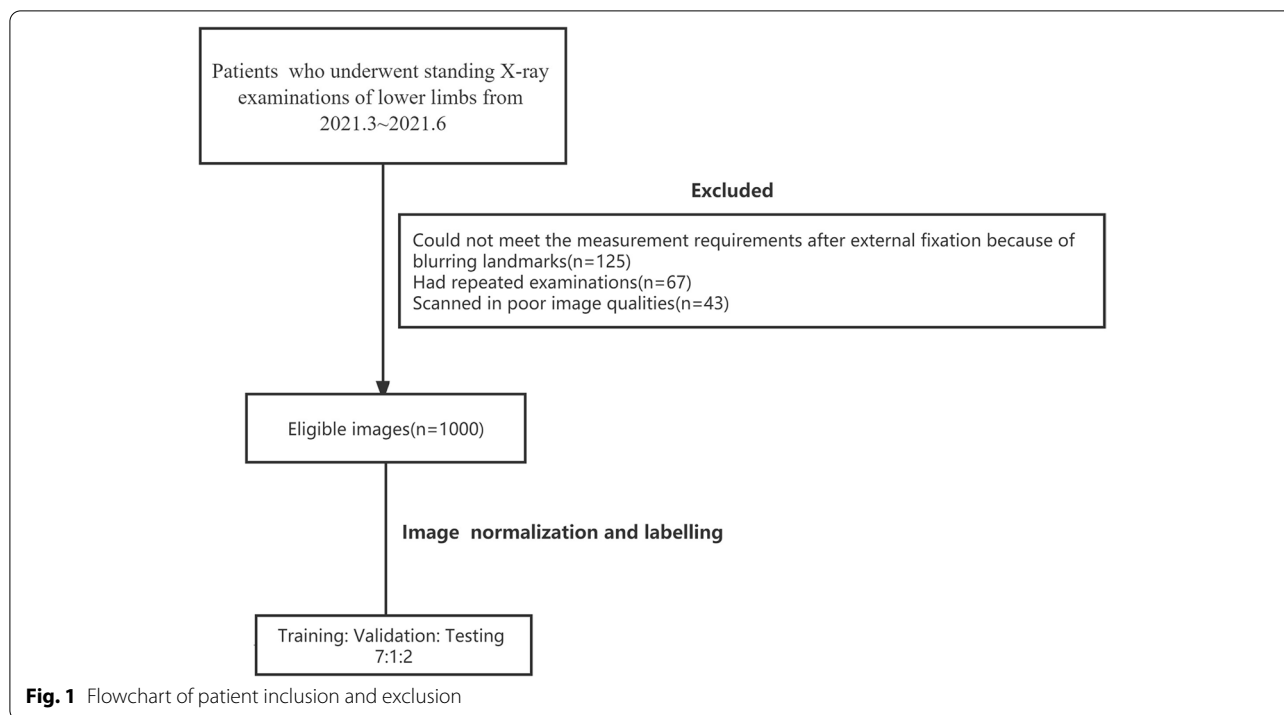 Patients who underwent standing X-ray
examinations of lower limbs from
2021.3~2021.6
Excluded
Could not meet the measurement requirements after external fixation because of
blurring landmarks(n=125)
Had repeated examinations(n=67)
Scanned in poor image qualities(n=43)
Eligible images(n=1000)
Image normalization and labelling
Training: Validation: Testing
7:1:2
Fig. 1 Flowchart of patient inclusion and exclusion